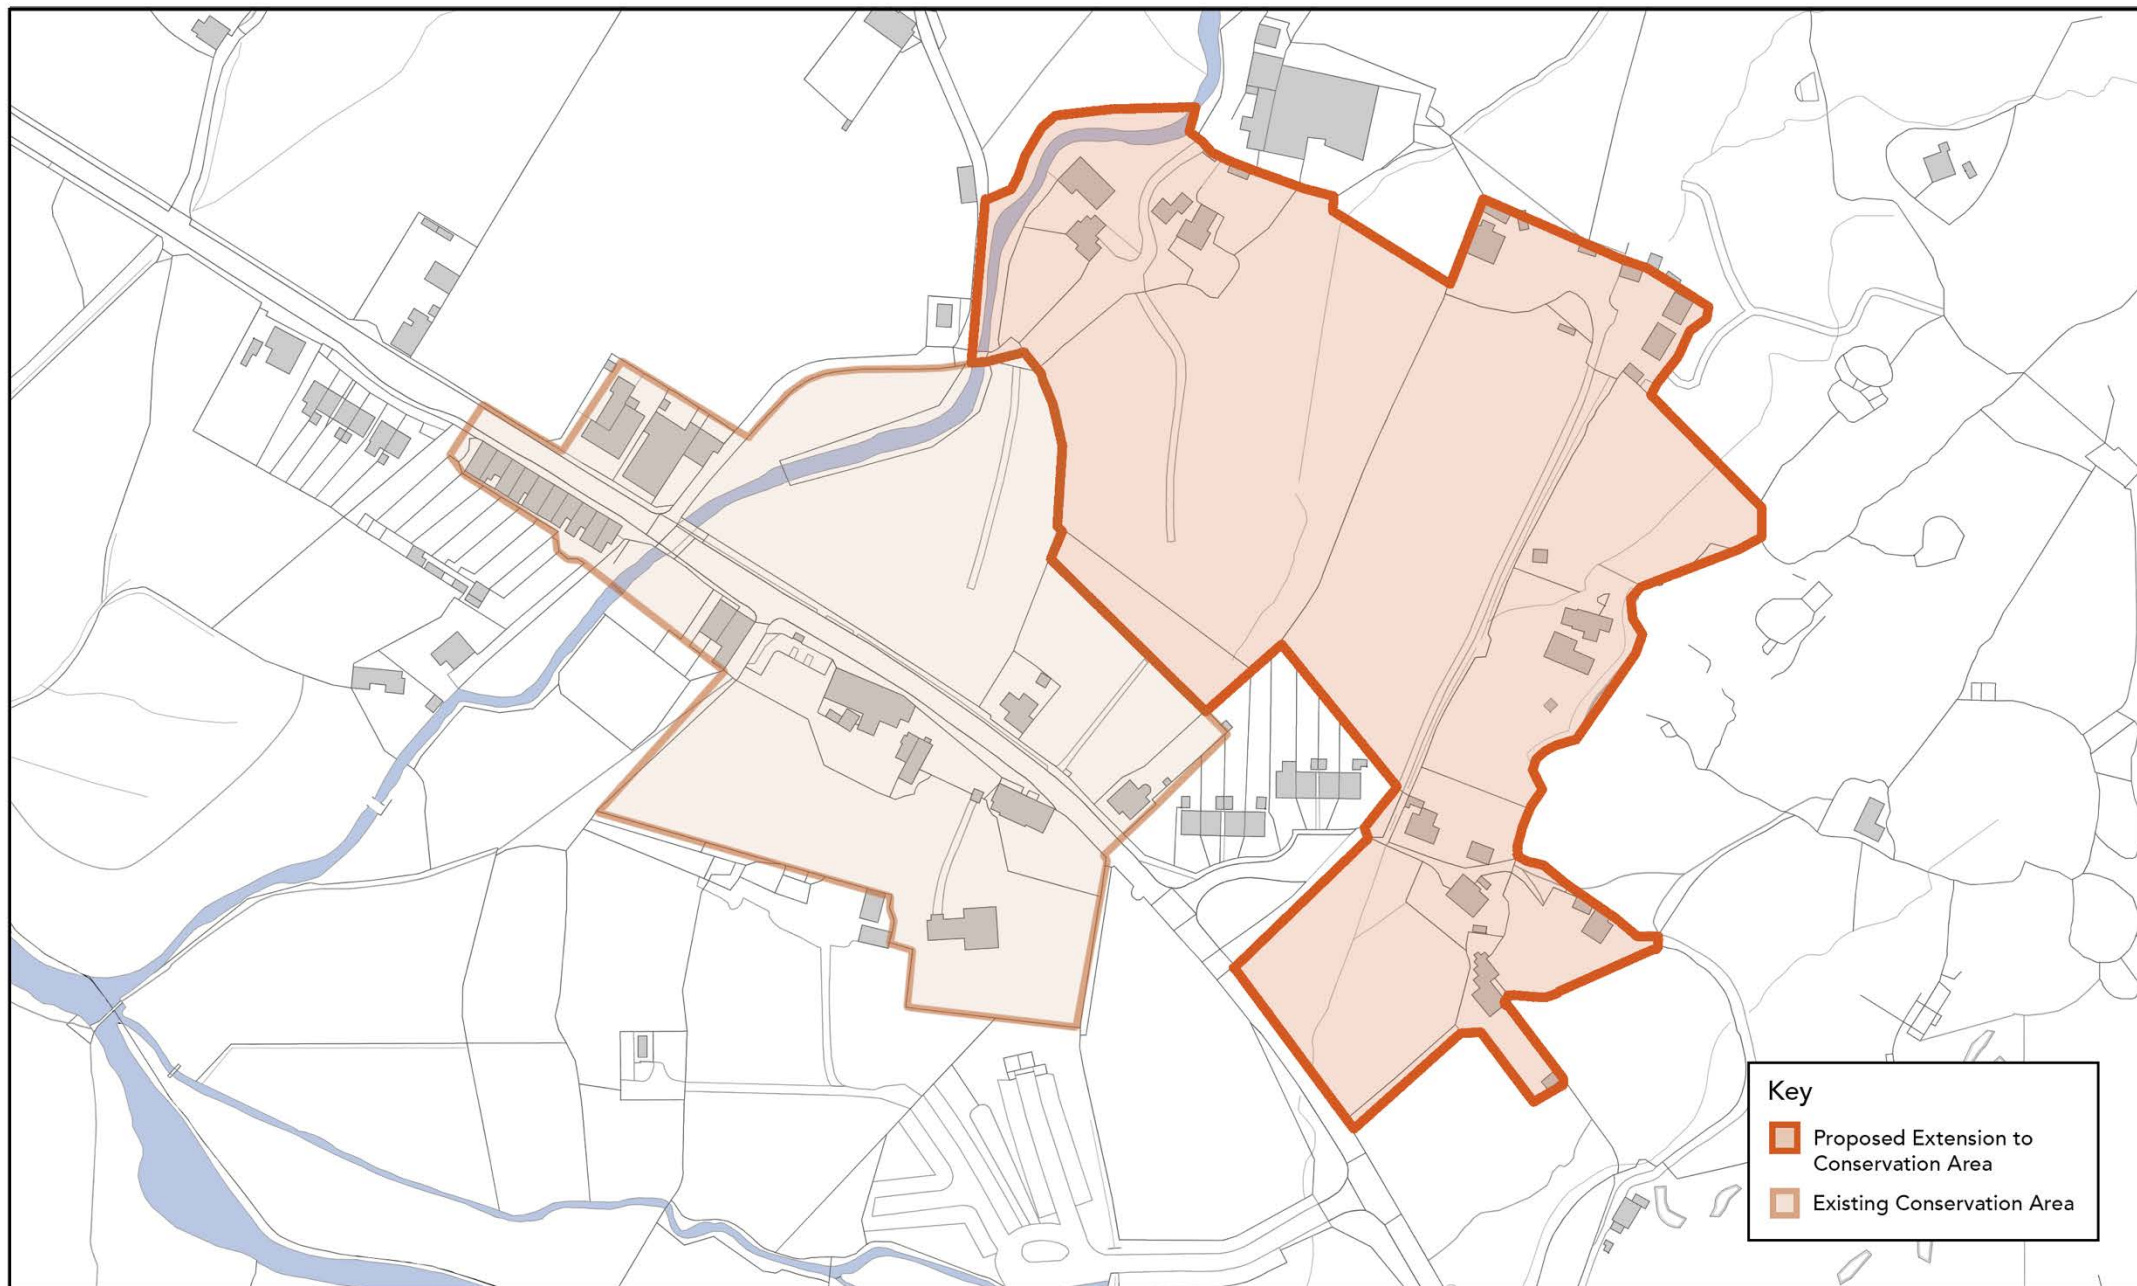 Key
Proposed Extension to
Conservation Area
Existing Conservation Area